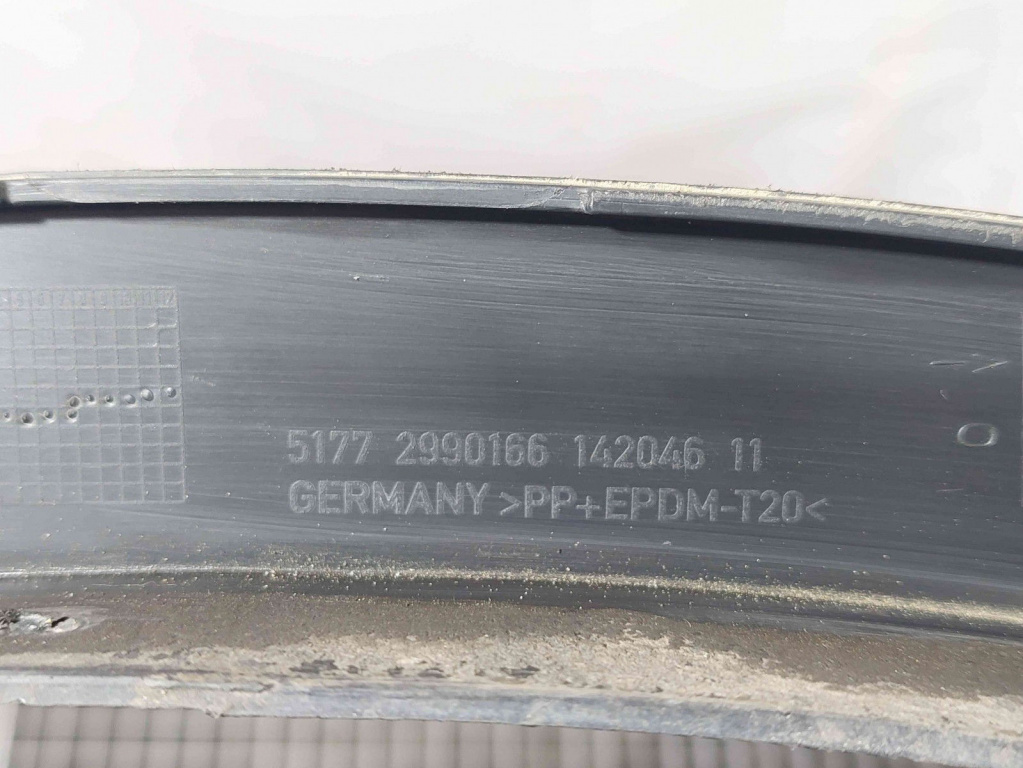 5177 2990166 142046 11
GERMANY >PP+EPDM-T20<